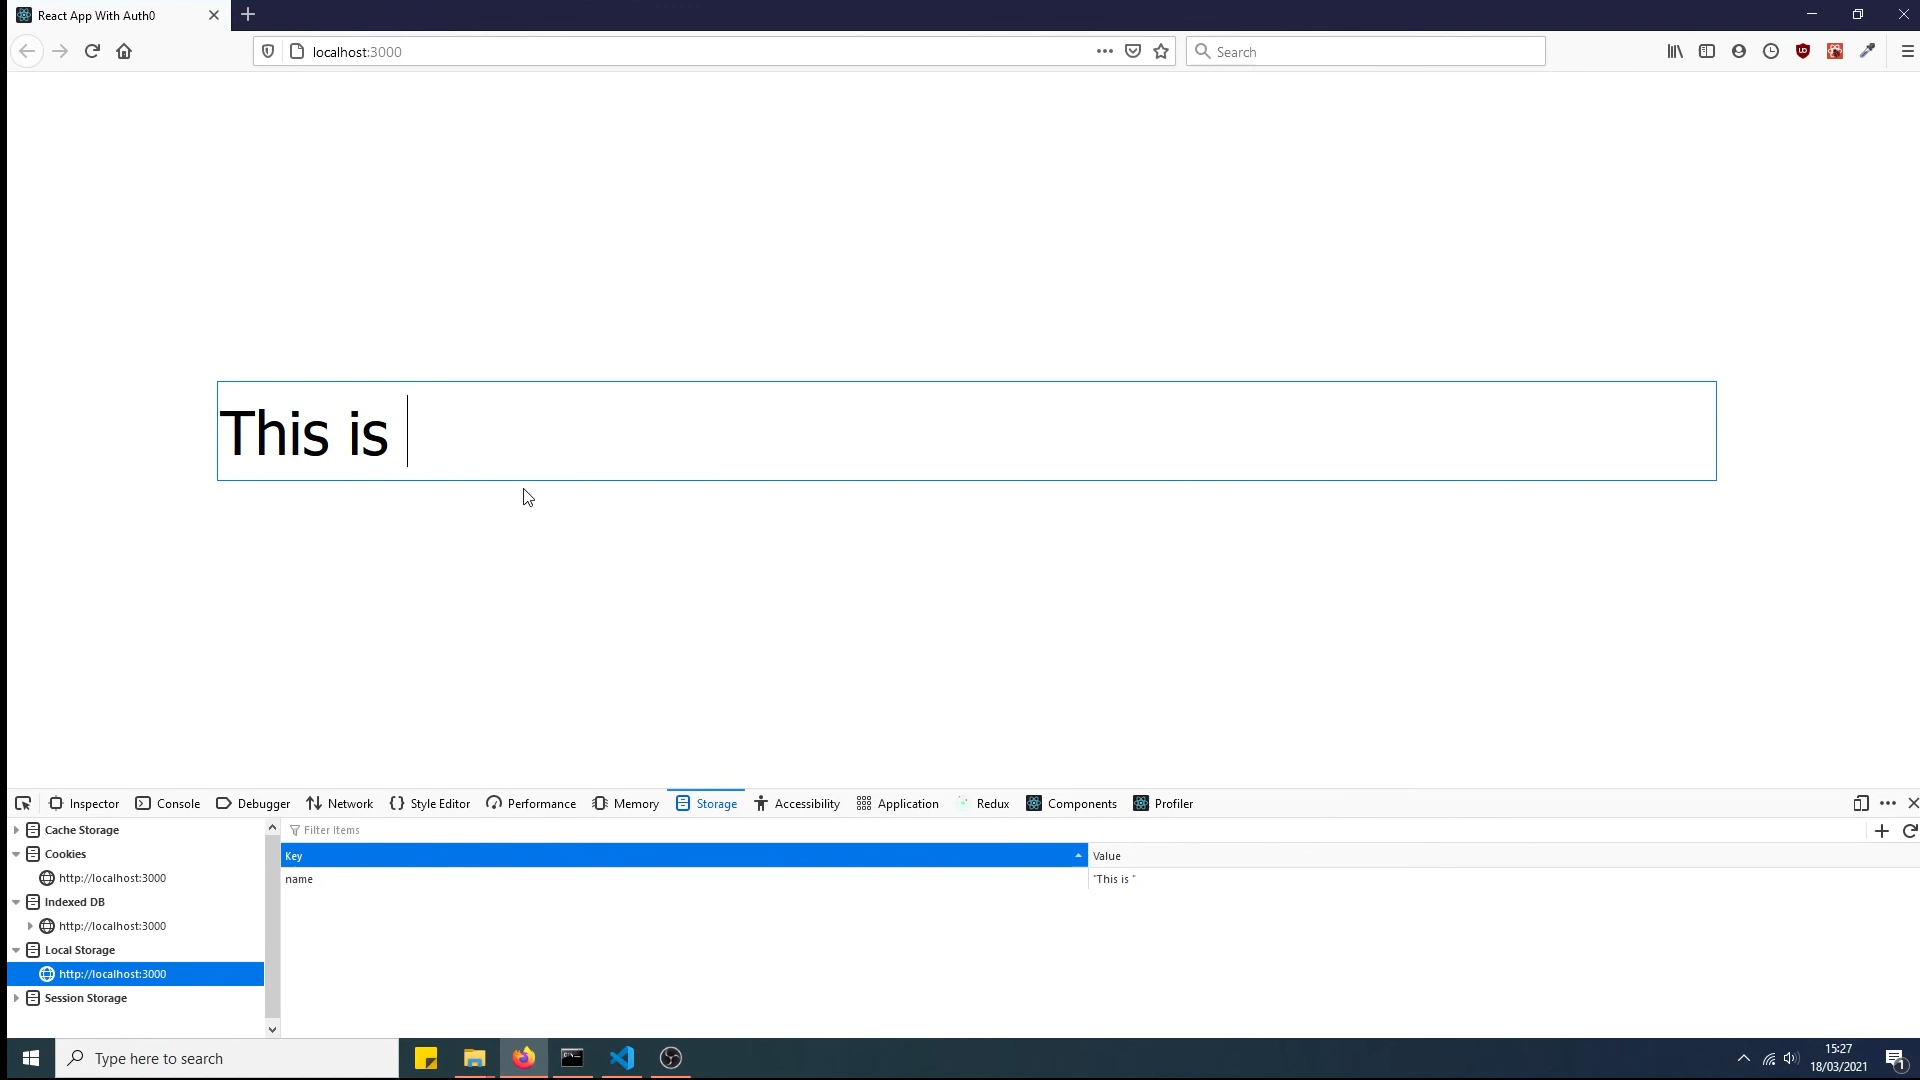 React App With Auth0
localhost:3000
Search
This is
Inspector Console Debugger Network Style Editor Performance Memory Storage Accessibility Application Redux Components Profiler
Cache Storage
Filter Items
Cookies
Key Value
http://localhost:3000
name "This is "
Indexed DB
http://localhost:3000
Local Storage
http://localhost:3000
Session Storage
Type here to search
15:27
18/03/2021
1